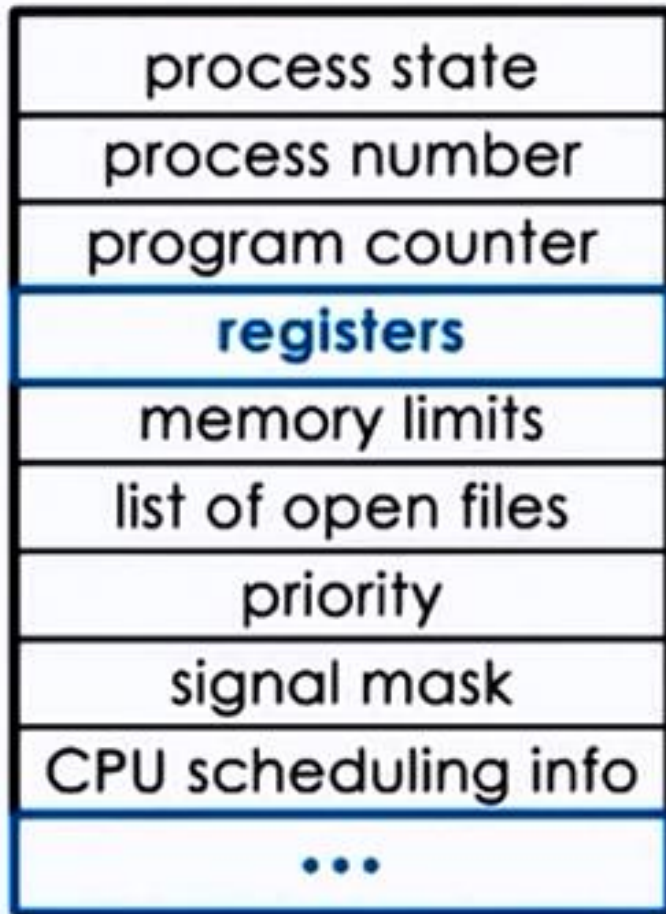 process state
process number
program counter
registers
memory limits
list of open files
priority
signal mask
CPU scheduling info
...